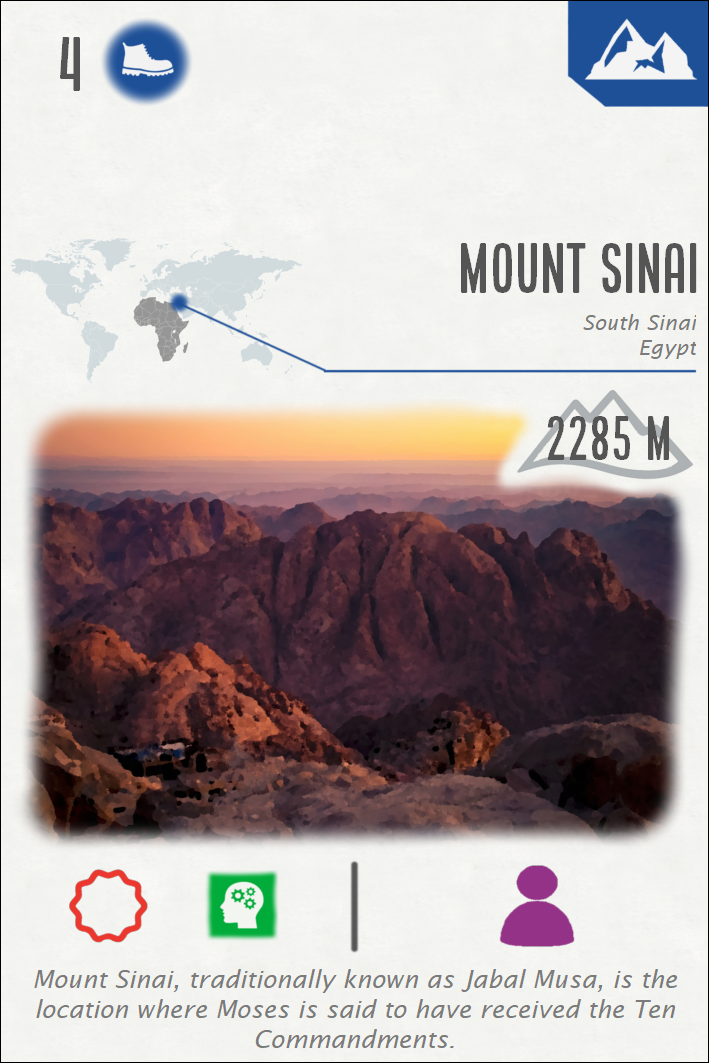 4
MOUNT SINAI
South Sinai
Egypt
2285 M
Mount Sinai, traditionally known as Jabal Musa, is the
location where Moses is said to have received the Ten
Commandments.